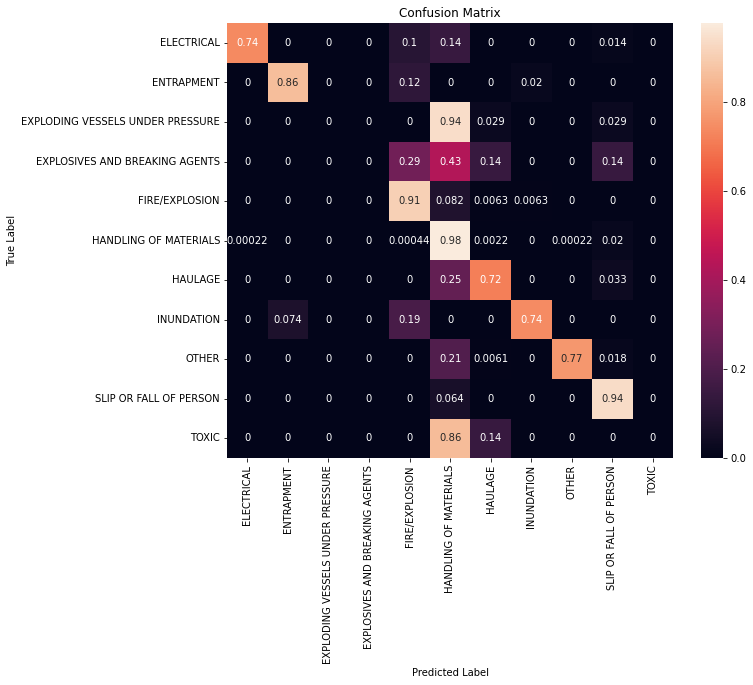 Confusion Matrix
True Label
ELECTRICAL 0.74 0 0 0 0.1 0.14 0 0 0 0.014 0
ENTRAPMENT 0 0.86 0 0 0.12 0 0 0.02 0 0 0
EXPLODING VESSELS UNDER PRESSURE 0 0 0 0 0 0.94 0.029 0 0 0.029 0
EXPLOSIVES AND BREAKING AGENTS 0 0 0 0 0.29 0.43 0.14 0 0 0.14 0
FIRE/EXPLOSION 0 0 0 0 0.91 0.082 0.0063 0.0063 0 0 0
HANDLING OF MATERIALS 0.00022 0 0 0 0.00044 0.98 0.0022 0 0.00022 0.02 0
HAULAGE 0 0 0 0 0 0.25 0.72 0 0 0.033 0
INUNDATION 0 0.074 0 0 0.19 0 0 0.74 0 0 0
OTHER 0 0 0 0 0 0.21 0.0061 0 0.77 0.018 0
SLIP OR FALL OF PERSON 0 0 0 0 0 0.064 0 0 0 0.94 0
TOXIC 0 0 0 0 0 0.86 0.14 0 0 0 0
ELECTRICAL
ENTRAPMENT
EXPLODING VESSELS UNDER PRESSURE
EXPLOSIVES AND BREAKING AGENTS
FIRE/EXPLOSION
HANDLING OF MATERIALS
HAULAGE
INUNDATION
OTHER
SLIP OR FALL OF PERSON
TOXIC
Predicted Label
0.8
0.6
0.4
0.2
0.0